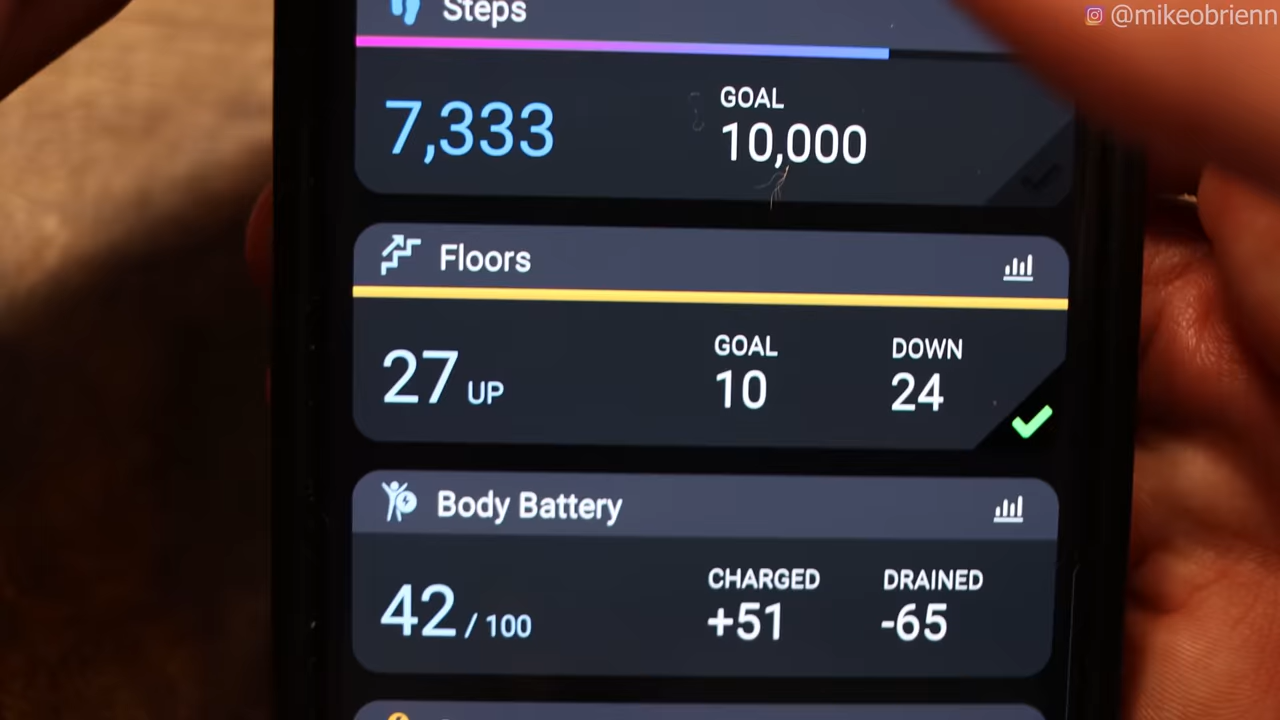 @mikeobrienn
Steps
7,333
GOAL
10,000
Floors
27 UP
GOAL
10
DOWN
24
Body Battery
42 / 100
CHARGED
+51
DRAINED
-65